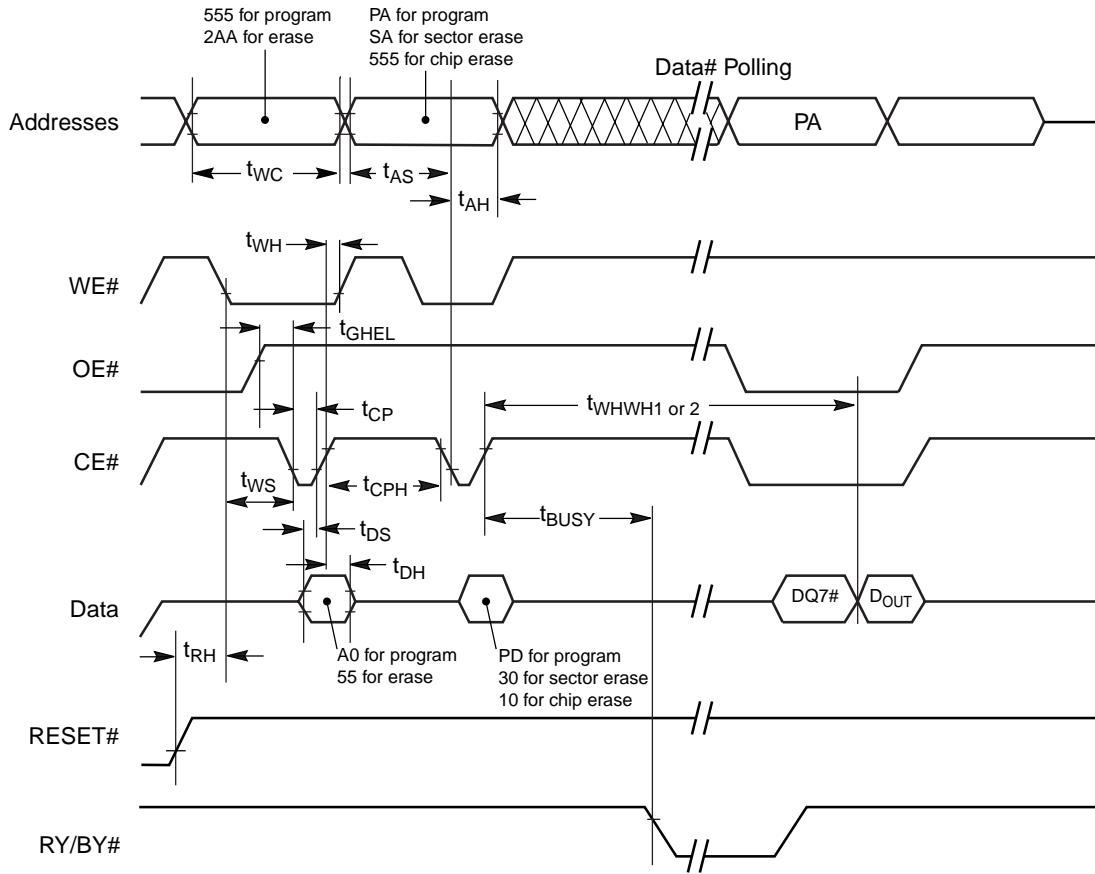 555 for program
2AA for erase
PA for program
SA for sector erase
555 for chip erase
Data# Polling
Addresses
PA
tWC
tAS
tAH
tWH
WE#
tGHEL
OE#
tWHWH1 or 2
tCP
CE#
tWS
tCPH
tBUSY
tDS
tDH
Data
DQ7#
DOUT
tRH
A0 for program
55 for erase
PD for program
30 for sector erase
10 for chip erase
RESET#
RY/BY#